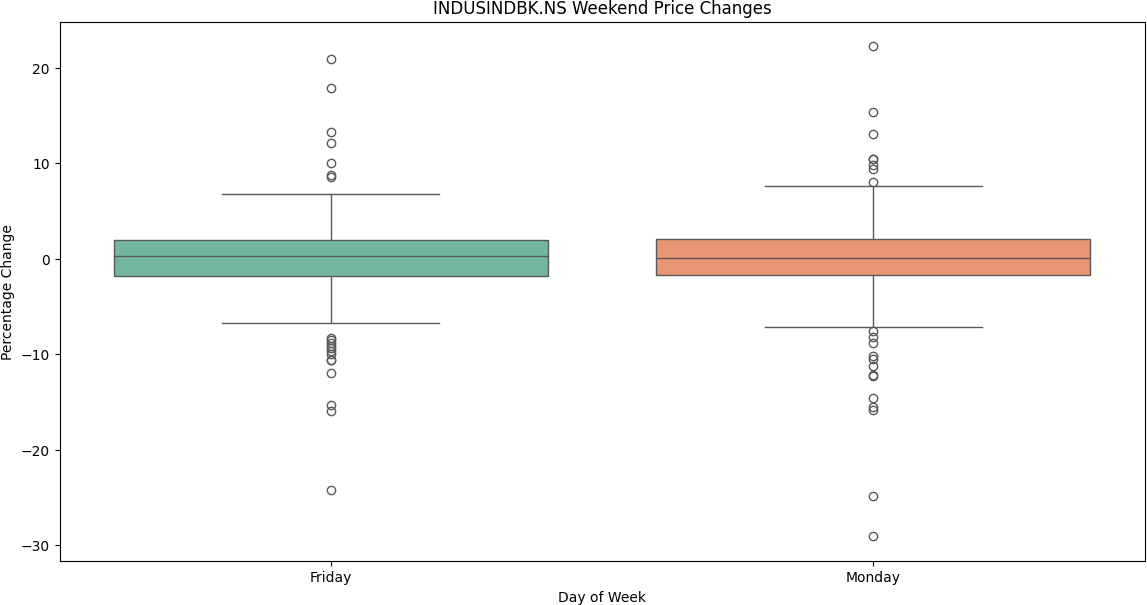 INDUSINDBK.NS Weekend Price Changes
Percentage Change
20
10
0
−10
−20
−30
Friday
Monday
Day of Week